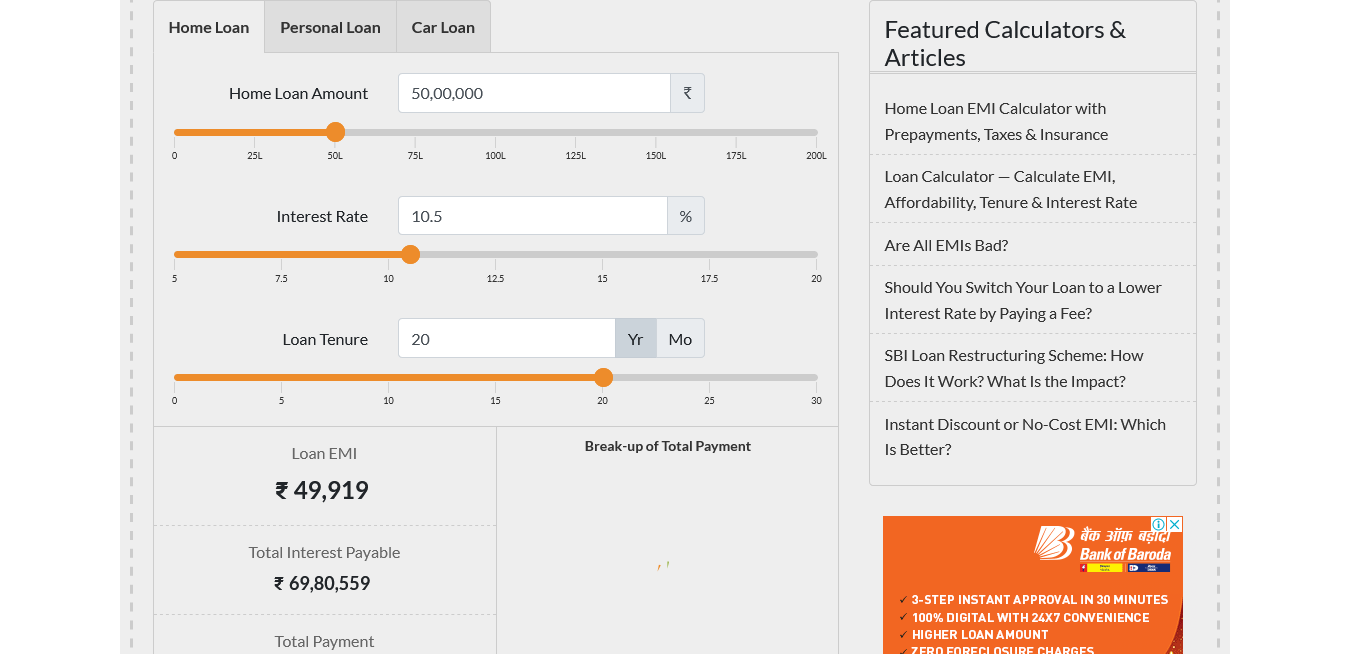 Home Loan
Personal Loan
Car Loan
Home Loan Amount
50,00,000
₹
0 25L 50L 75L 100L 125L 150L 175L 200L
Interest Rate
10.5
%
5 7.5 10 12.5 15 17.5 20
Loan Tenure
20
Yr
Mo
0 5 10 15 20 25 30
Loan EMI
₹ 49,919
Total Interest Payable
₹ 69,80,559
Total Payment
Break-up of Total Payment
Featured Calculators &
Articles
Home Loan EMI Calculator with
Prepayments, Taxes & Insurance
Loan Calculator — Calculate EMI,
Affordability, Tenure & Interest Rate
Are All EMIs Bad?
Should You Switch Your Loan to a Lower
Interest Rate by Paying a Fee?
SBI Loan Restructuring Scheme: How
Does It Work? What Is the Impact?
Instant Discount or No-Cost EMI: Which
Is Better?
बैंक ऑफ़ बड़ौदा
Bank of Baroda
✓ 3-STEP INSTANT APPROVAL IN 30 MINUTES
✓ 100% DIGITAL WITH 24X7 CONVENIENCE
✓ HIGHER LOAN AMOUNT
✓ ZERO FORECLOSURE CHARGES